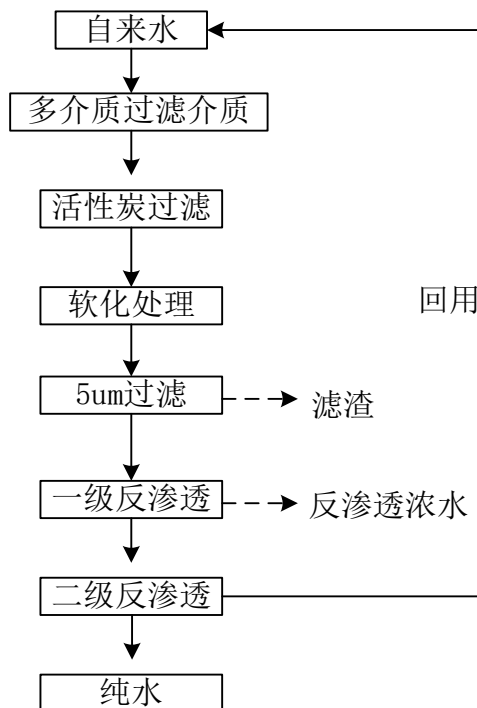 自来水
多介质过滤介质
活性炭过滤
软化处理
回用
5um过滤
滤渣
一级反渗透
反渗透浓水
二级反渗透
纯水